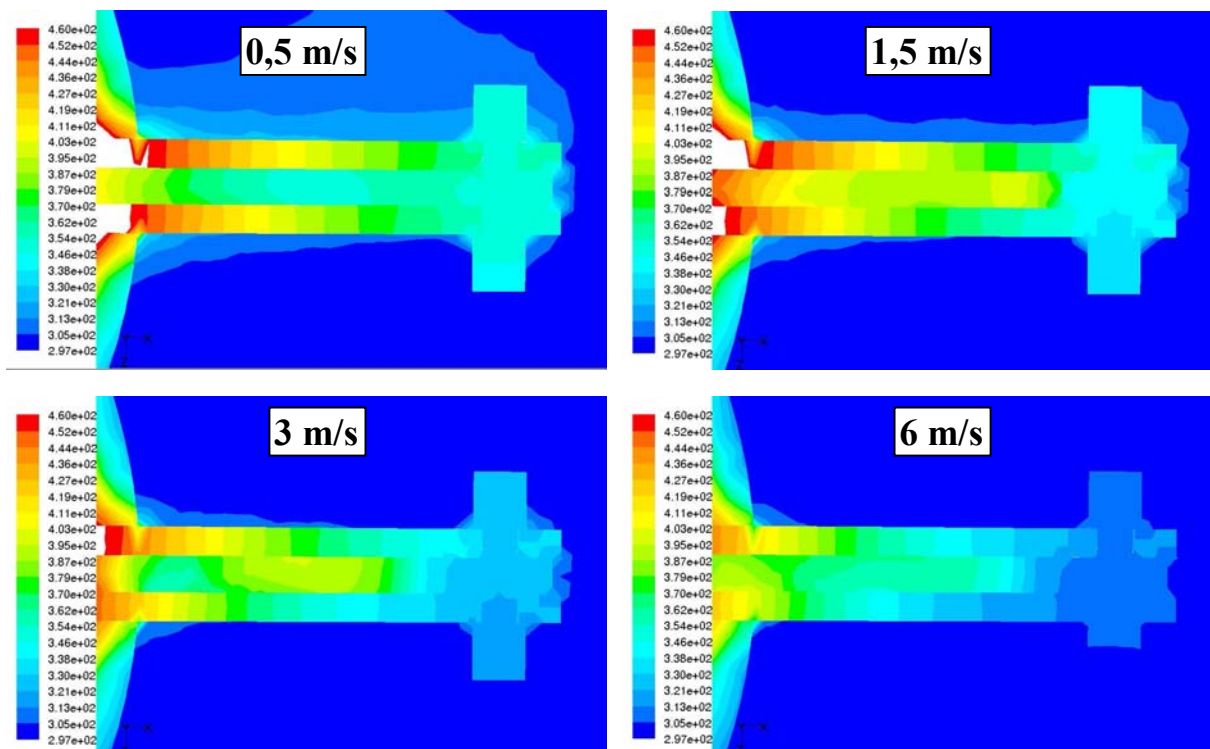 0,5 m/s
4.60e+02
4.52e+02
4.44e+02
4.36e+02
4.27e+02
4.19e+02
4.11e+02
4.03e+02
3.95e+02
3.87e+02
3.79e+02
3.70e+02
3.62e+02
3.54e+02
3.46e+02
3.38e+02
3.30e+02
3.21e+02
3.13e+02
3.05e+02
2.97e+02
X
Z
1,5 m/s
4.60e+02
4.52e+02
4.44e+02
4.36e+02
4.27e+02
4.19e+02
4.11e+02
4.03e+02
3.95e+02
3.87e+02
3.79e+02
3.70e+02
3.62e+02
3.54e+02
3.46e+02
3.38e+02
3.30e+02
3.21e+02
3.13e+02
3.05e+02
2.97e+02
X
Z
3 m/s
4.60e+02
4.52e+02
4.44e+02
4.36e+02
4.27e+02
4.19e+02
4.11e+02
4.03e+02
3.95e+02
3.87e+02
3.79e+02
3.70e+02
3.62e+02
3.54e+02
3.46e+02
3.38e+02
3.30e+02
3.21e+02
3.13e+02
3.05e+02
2.97e+02
X
Z
6 m/s
4.60e+02
4.52e+02
4.44e+02
4.36e+02
4.27e+02
4.19e+02
4.11e+02
4.03e+02
3.95e+02
3.87e+02
3.79e+02
3.70e+02
3.62e+02
3.54e+02
3.46e+02
3.38e+02
3.30e+02
3.21e+02
3.13e+02
3.05e+02
2.97e+02
X
Z